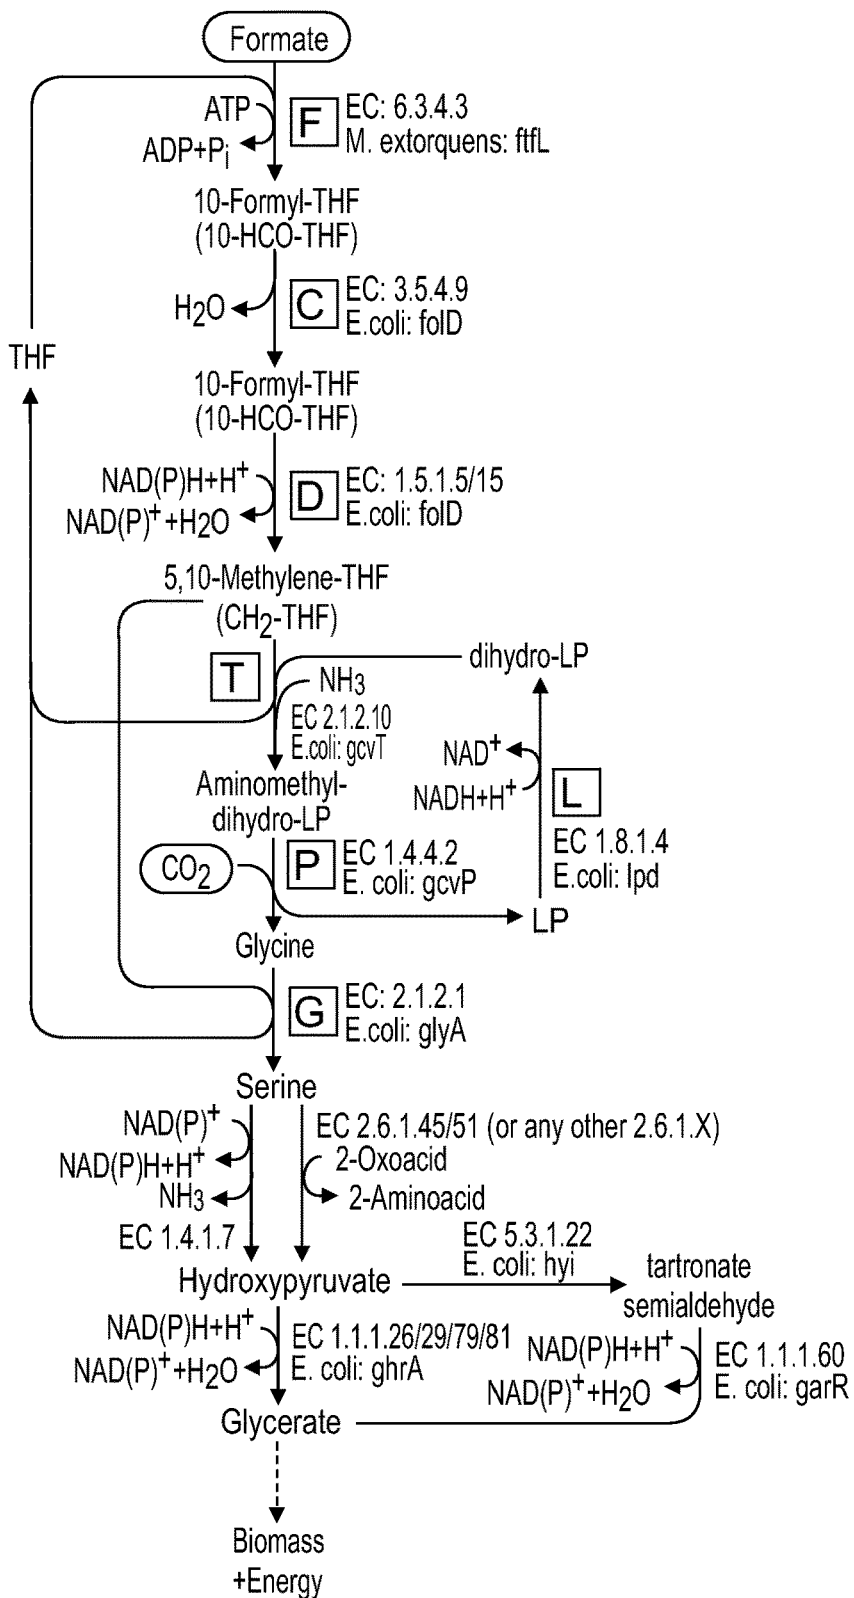 Formate
ATP
ADP+Pi
F
EC: 6.3.4.3
M. extorquens: ftfL
10-Formyl-THF
(10-HCO-THF)
H2O
C
EC: 3.5.4.9
E.coli: folD
THF
10-Formyl-THF
(10-HCO-THF)
NAD(P)H+H+
NAD(P)+ +H2O
D
EC: 1.5.1.5/15
E.coli: folD
5,10-Methylene-THF
(CH2-THF)
T
NH3
dihydro-LP
EC 2.1.2.10
E.coli: gcvT
NAD+
NADH+H+
L
EC 1.8.1.4
E.coli: lpd
Aminomethyl-
dihydro-LP
CO2
P
EC 1.4.4.2
E. coli: gcvP
LP
Glycine
G
EC: 2.1.2.1
E.coli: glyA
Serine
NAD(P)+
NAD(P)H+H+
NH3
EC 1.4.1.7
EC 2.6.1.45/51 (or any other 2.6.1.X)
2-Oxoacid
2-Aminoacid
EC 5.3.1.22
E. coli: hyi
Hydroxypyruvate
tartronate
semialdehyde
NAD(P)H+H+
NAD(P)+ +H2O
EC 1.1.1.26/29/79/81
E. coli: ghrA
NAD(P)H+H+
NAD(P)+ +H2O
EC 1.1.1.60
E. coli: garR
Glycerate
Biomass
+Energy